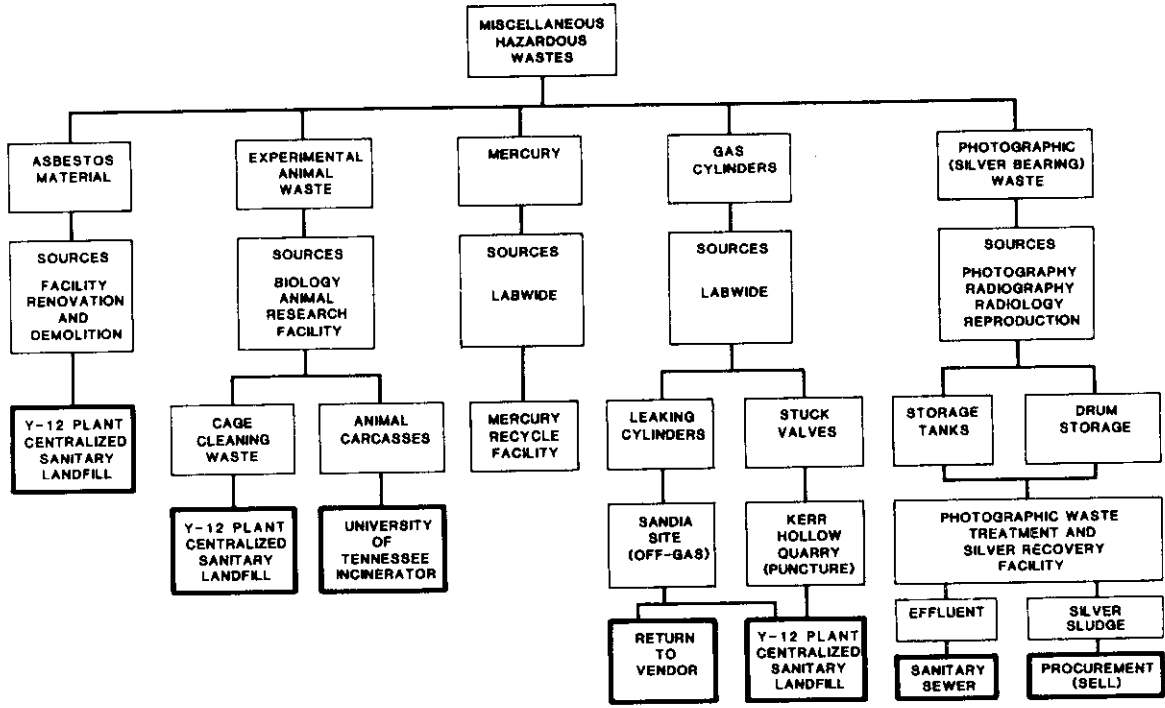 MISCELLANEOUS
HAZARDOUS
WASTES
ASBESTOS
MATERIAL
EXPERIMENTAL
ANIMAL
WASTE
MERCURY
GAS
CYLINDERS
PHOTOGRAPHIC
(SILVER BEARING)
WASTE
SOURCES
FACILITY
RENOVATION
AND
DEMOLITION
SOURCES
BIOLOGY
ANIMAL
RESEARCH
FACILITY
SOURCES
LABWIDE
SOURCES
LABWIDE
SOURCES
PHOTOGRAPHY
RADIOGRAPHY
RADIOLOGY
REPRODUCTION
Y-12 PLANT
CENTRALIZED
SANITARY
LANDFILL
CAGE
CLEANING
WASTE
ANIMAL
CARCASSES
MERCURY
RECYCLE
FACILITY
LEAKING
CYLINDERS
STUCK
VALVES
STORAGE
TANKS
DRUM
STORAGE
Y-12 PLANT
CENTRALIZED
SANITARY
LANDFILL
UNIVERSITY
OF
TENNESSEE
INCINERATOR
SANDIA
SITE
(OFF-GAS)
KERR
HOLLOW
QUARRY
(PUNCTURE)
PHOTOGRAPHIC WASTE
TREATMENT AND
SILVER RECOVERY
FACILITY
RETURN
TO
VENDOR
Y-12 PLANT
CENTRALIZED
SANITARY
LANDFILL
EFFLUENT
SILVER
SLUDGE
SANITARY
SEWER
PROCUREMENT
(SELL)